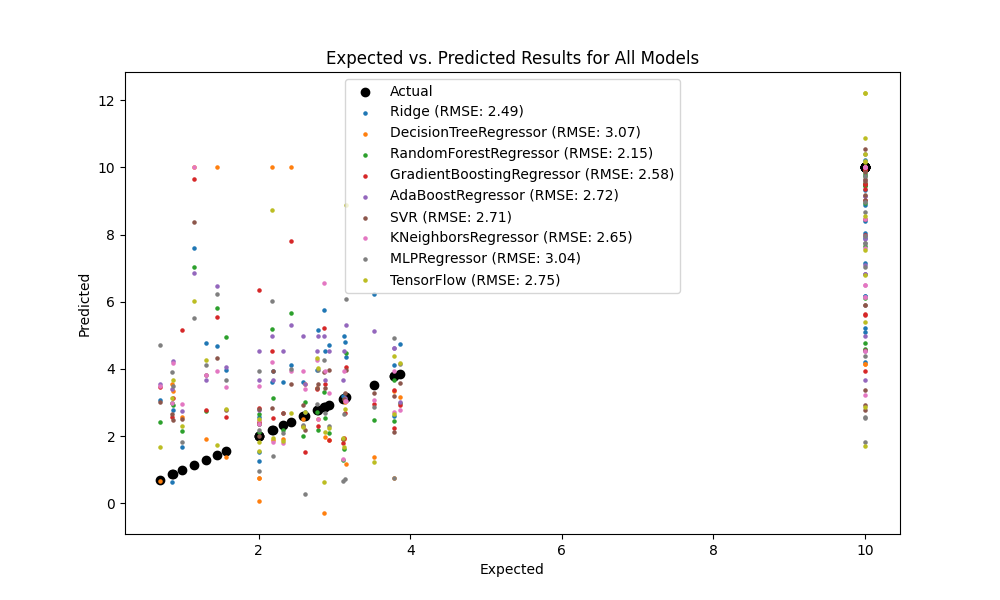 Expected vs. Predicted Results for All Models
Actual
Ridge (RMSE: 2.49)
DecisionTreeRegressor (RMSE: 3.07)
RandomForestRegressor (RMSE: 2.15)
GradientBoostingRegressor (RMSE: 2.58)
AdaBoostRegressor (RMSE: 2.72)
SVR (RMSE: 2.71)
KNeighborsRegressor (RMSE: 2.65)
MLPRegressor (RMSE: 3.04)
TensorFlow (RMSE: 2.75)
Predicted
12
10
8
6
4
2
0
2 4 6 8 10
Expected